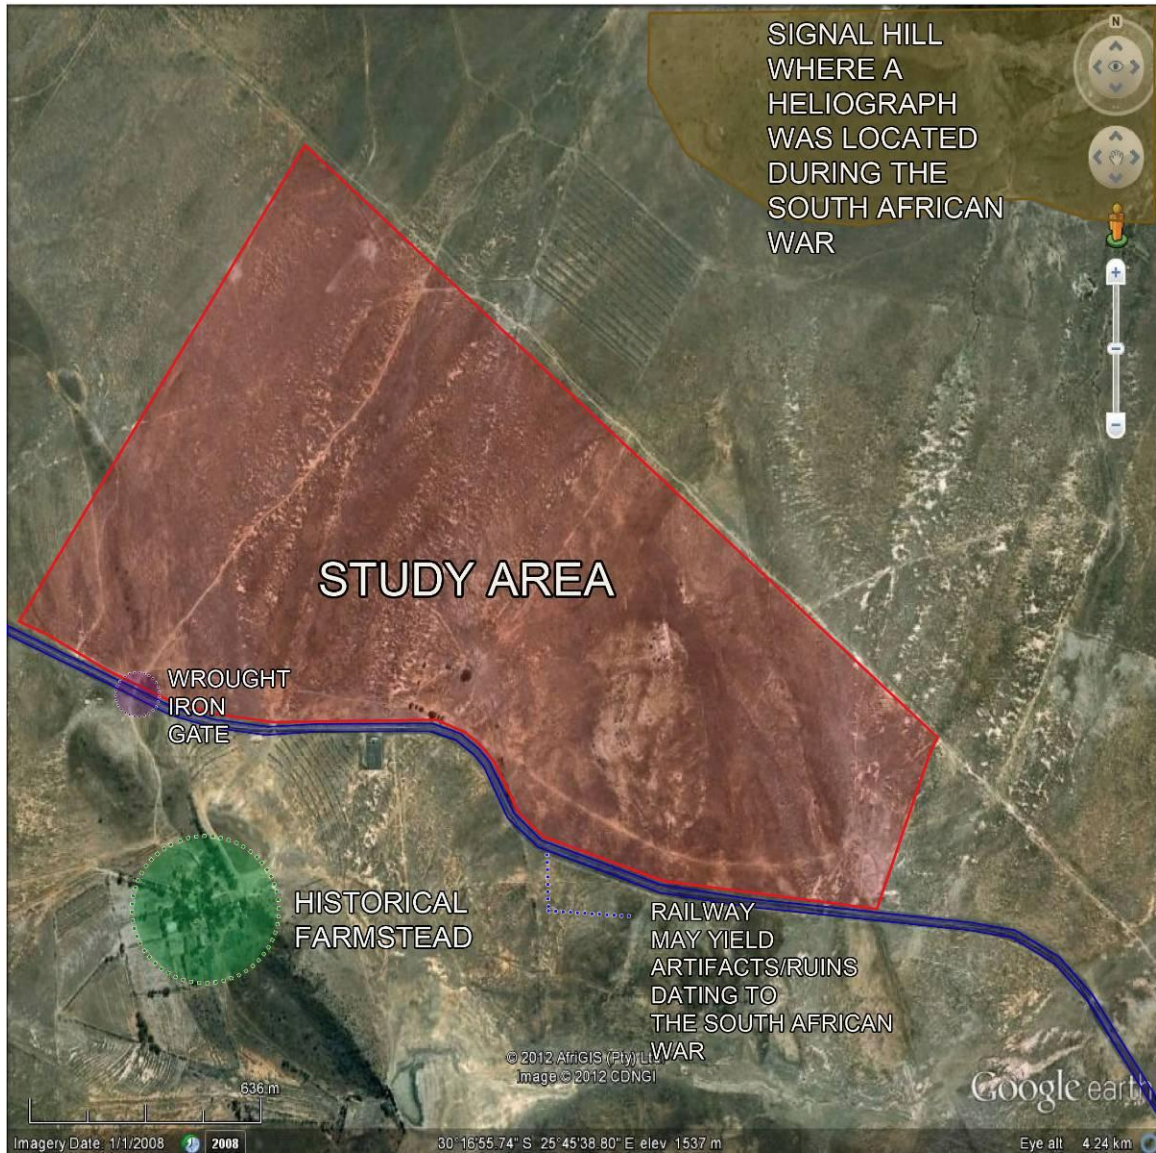 SIGNAL HILL
WHERE A
HELIOGRAPH
WAS LOCATED
DURING THE
SOUTH AFRICAN
WAR
N
STUDY AREA
WROUGHT
IRON
GATE
HISTORICAL
FARMSTEAD
RAILWAY
MAY YIELD
ARTIFACTS/RUINS
DATING TO
THE SOUTH AFRICAN
WAR
© 2012 AfriGIS (Pty) Ltd.
Image © 2012 CDNGI
636 m
Google earth
Imagery Date: 1/1/2008 2008 30°16'55.74" S 25°45'38.80" E elev 1537 m Eye alt 4.24 km